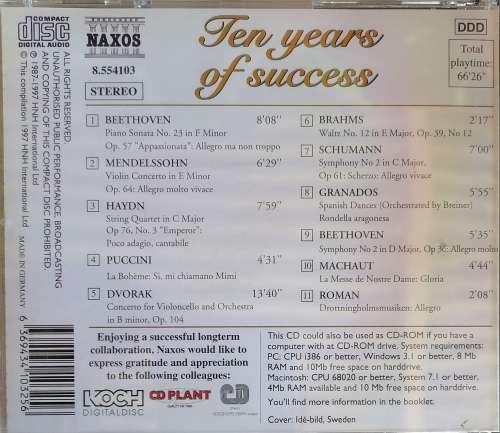 COMPACT
disc
DIGITAL AUDIO
NAXOS
8.554103
STEREO
Ten years
of success
DDD
Total
playtime:
66'26"
1 BEETHOVEN 8'08"
Piano Sonata No. 23 in F Minor
Op. 57 "Appassionata": Allegro ma non troppo
2 MENDELSSOHN 6'29"
Violin Concerto in E Minor
Op. 64: Allegro molto vivace
3 HAYDN 7'59"
String Quartet in C Major
Op 76, No. 3 "Emperor":
Poco adagio, cantabile
4 PUCCINI 4'31"
La Bohème: Si, mi chiamano Mimi
5 DVORAK 13'40"
Concerto for Violoncello and Orchestra
in B minor, Op. 104
6 BRAHMS 2'17"
Waltz No. 12 in E Major, Op. 39, No 12
7 SCHUMANN 7'00"
Symphony No 2 in C Major,
Op 61: Scherzo: Allegro vivace
8 GRANADOS 5'55"
Spanish Dances (Orchestrated by Breiner)
Rondella aragonesa
9 BEETHOVEN 5'35"
Symphony No 2 in D Major, Op 36: Allegro molto
10 MACHAUT 4'44"
La Messe de Nostre Dame: Gloria
11 ROMAN 2'08"
Drottningholmsmusiken: Allegro
ALL RIGHTS RESERVED.
UNAUTHORISED PUBLIC PERFORMANCE, BROADCASTING
AND COPYING OF THIS COMPACT DISC PROHIBITED.
℗ 1987-1997 HNH International Ltd
© This compilation 1997 HNH International Ltd
MADE IN GERMANY
6 36943 41032 6
Enjoying a successful longterm
collaboration, Naxos would like to
express gratitude and appreciation
to the following colleagues:
KOCH
DIGITALDISC
CD PLANT
CD
This CD could also be used as CD-ROM if you have a
computer with at CD-ROM drive. System requirements:
PC: CPU i386 or better, Windows 3.1 or better, 8 Mb
RAM and 10Mb free space on harddrive.
Macintosh: CPU 68020 or better, System 7.1 or better,
4Mb RAM available and 10 Mb free space on harddrive.
You'll find more information in the booklet.
Cover: Idé-bild, Sweden